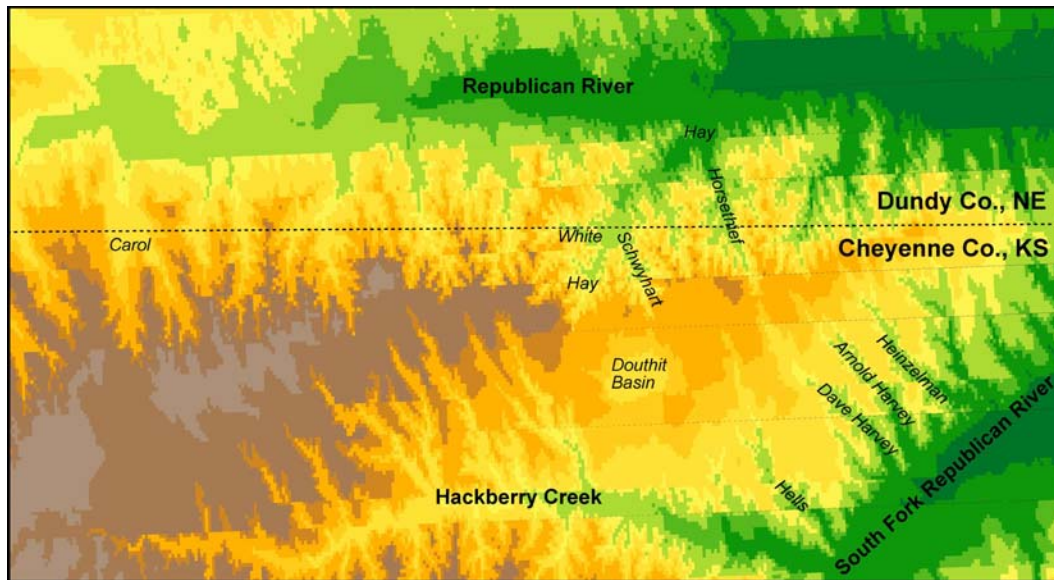 Republican River
Hay
Horsethief
Dundy Co., NE
Carol
White
Schwyhart
Cheyenne Co., KS
Hay
Douthit
Basin
Heinzelman
Arnold Harvey
Dave Harvey
Hackberry Creek
Hells
South Fork Republican River